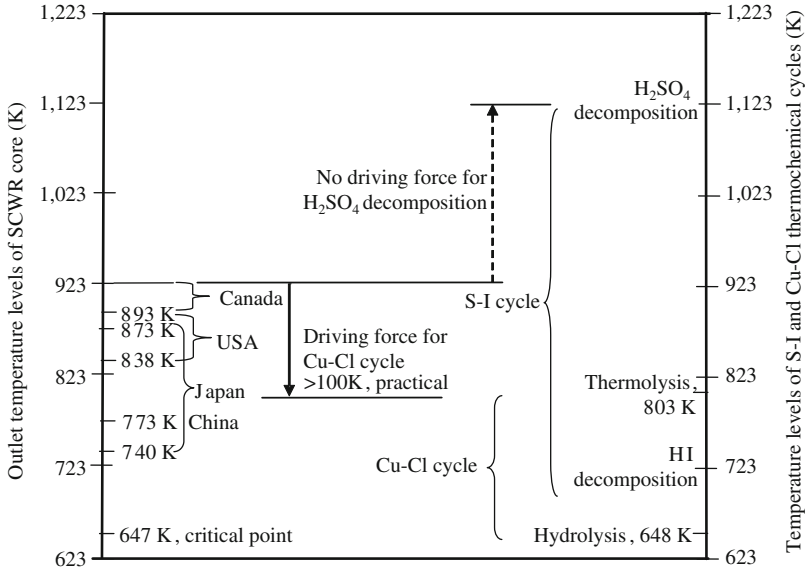 Outlet temperature levels of SCWR core (K)
1,223
1,123
1,023
923
893 K
873 K
838 K
823
773 K
740 K
723
647 K, critical point
623
Canada
USA
Japan
China
No driving force for
H₂SO₄ decomposition
Driving force for
Cu-Cl cycle
>100K, practical
S-I cycle
Cu-Cl cycle
H₂SO₄
decomposition
Thermolysis,
803 K
HI
decomposition
Hydrolysis, 648 K
1,223
1,123
1,023
923
823
723
623
Temperature levels of S-I and Cu-Cl thermochemical cycles (K)